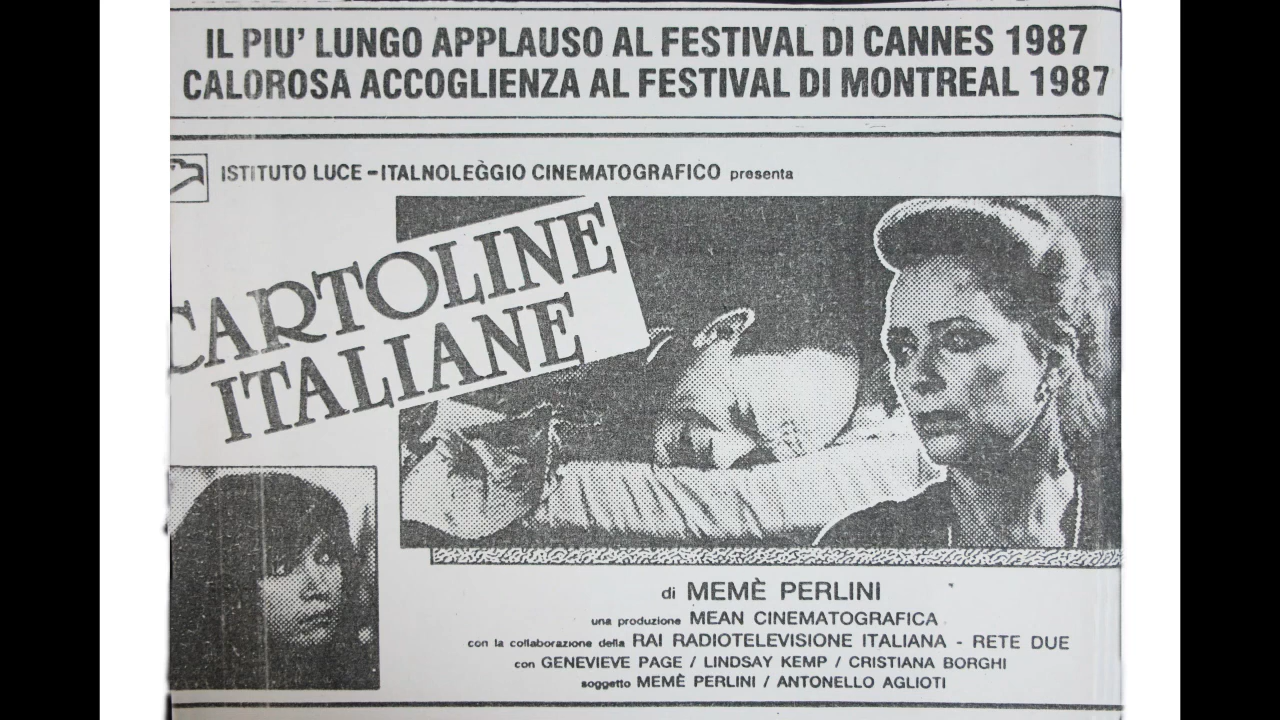 IL PIU' LUNGO APPLAUSO AL FESTIVAL DI CANNES 1987
CALOROSA ACCOGLIENZA AL FESTIVAL DI MONTREAL 1987
ISTITUTO LUCE - ITALNOLEGGIO CINEMATOGRAFICO presenta
CARTOLINE
ITALIANE
di MEMÈ PERLINI
una produzione MEAN CINEMATOGRAFICA
con la collaborazione della RAI RADIOTELEVISIONE ITALIANA - RETE DUE
con GENEVIEVE PAGE / LINDSAY KEMP / CRISTIANA BORGHI
soggetto MEMÈ PERLINI / ANTONELLO AGLIOTI